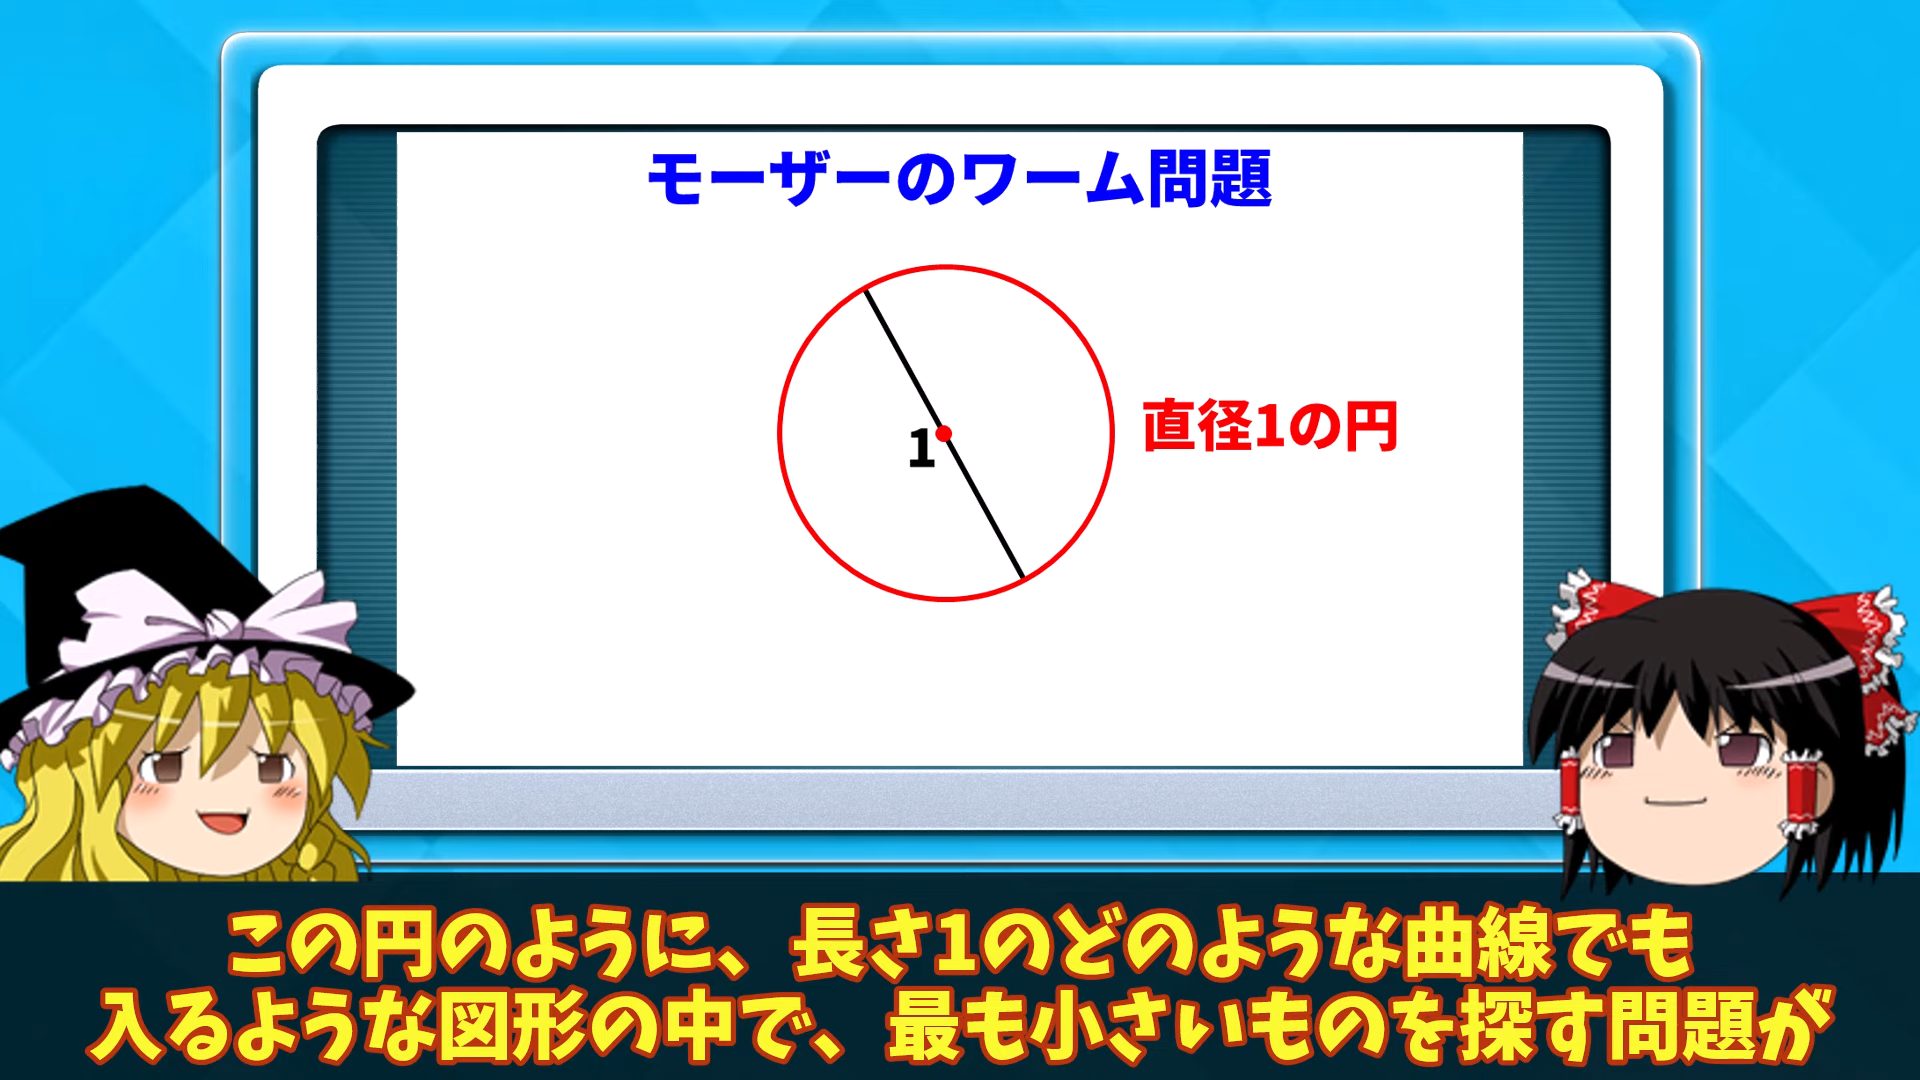 モーザーのワーム問題
1
直径1の円
この円のように、長さ1のどのような曲線でも
入るような図形の中で、最も小さいものを探す問題が